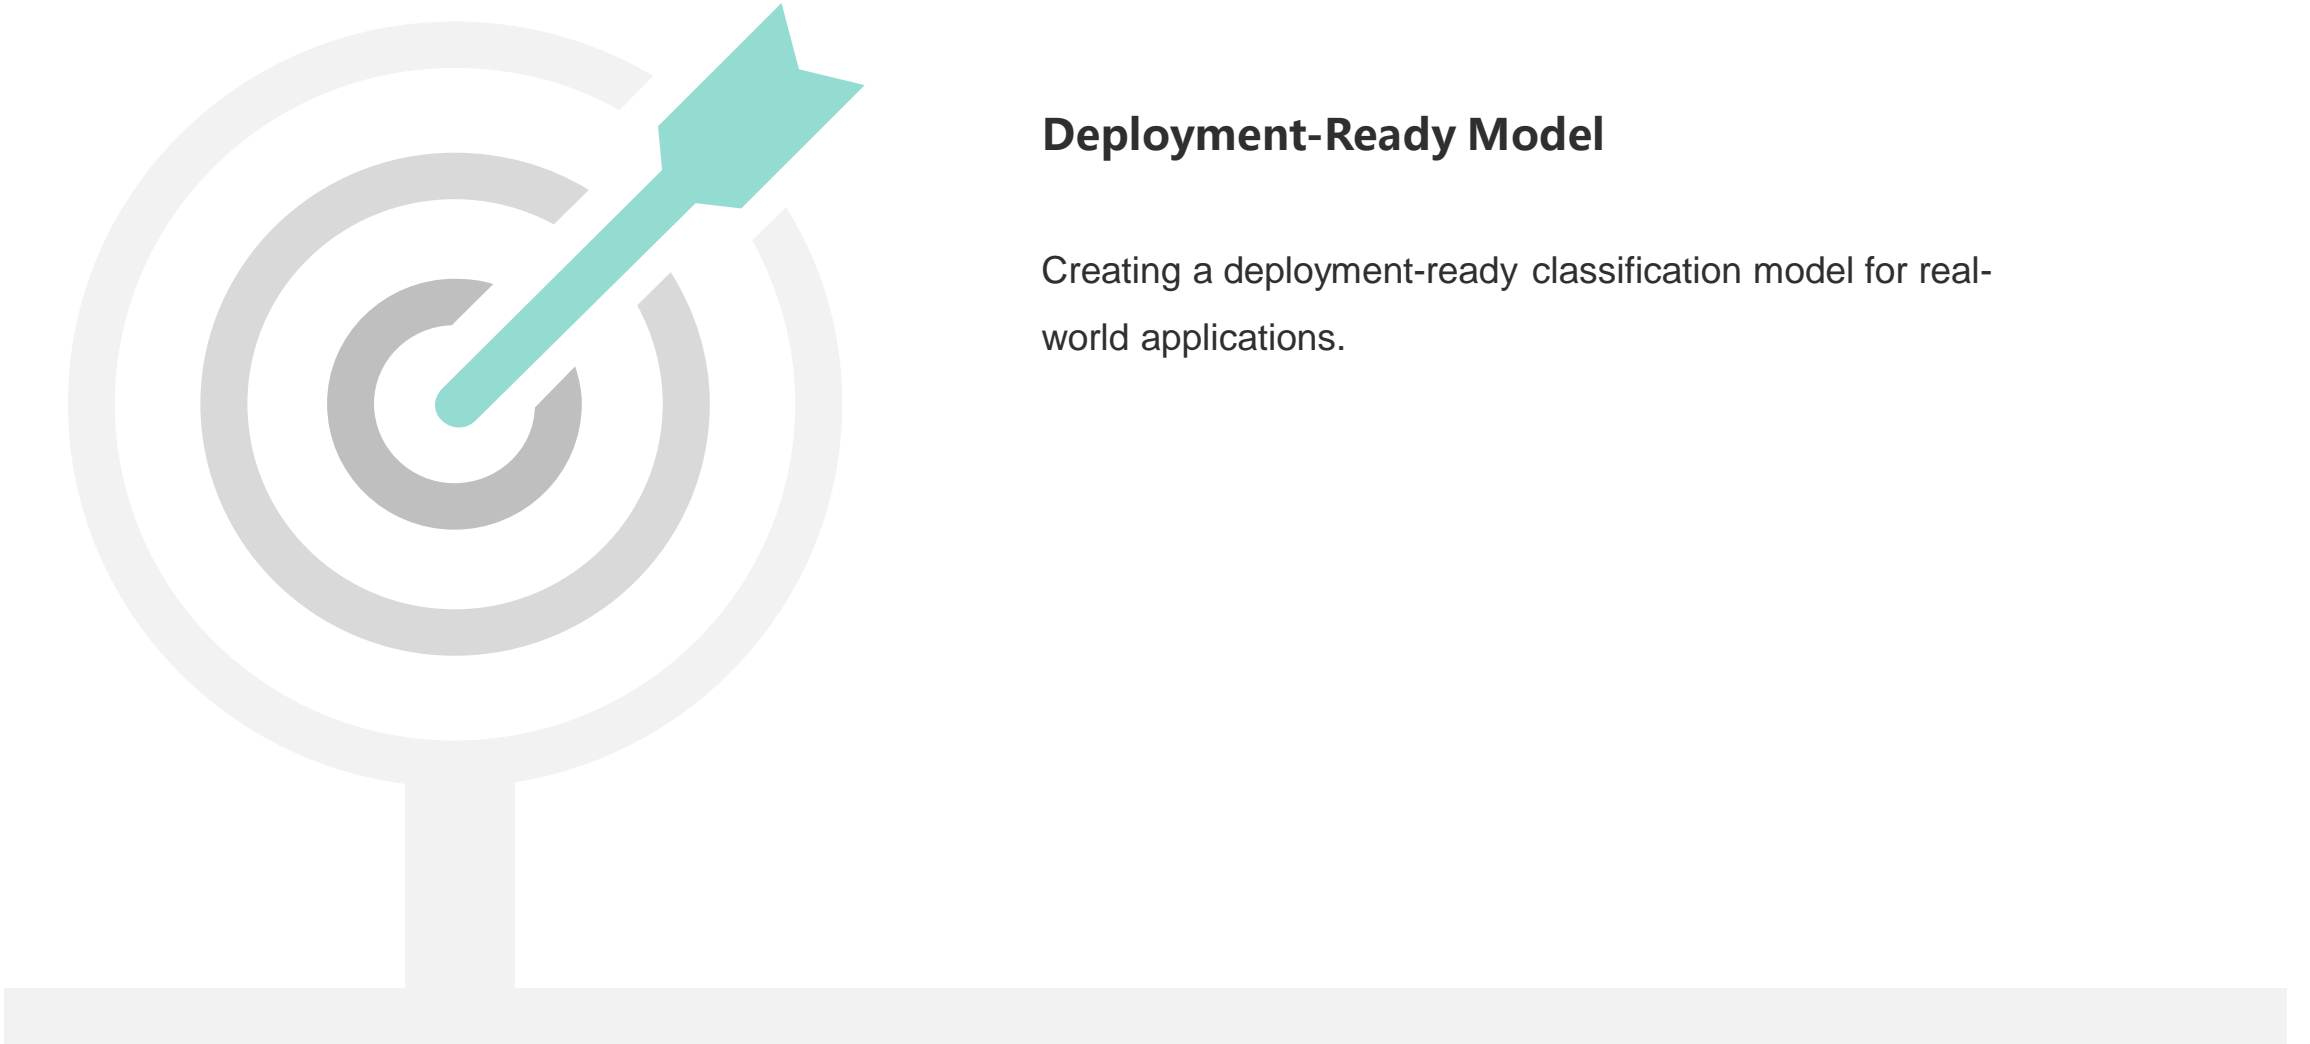 Deployment-Ready Model
Creating a deployment-ready classification model for real-
world applications.